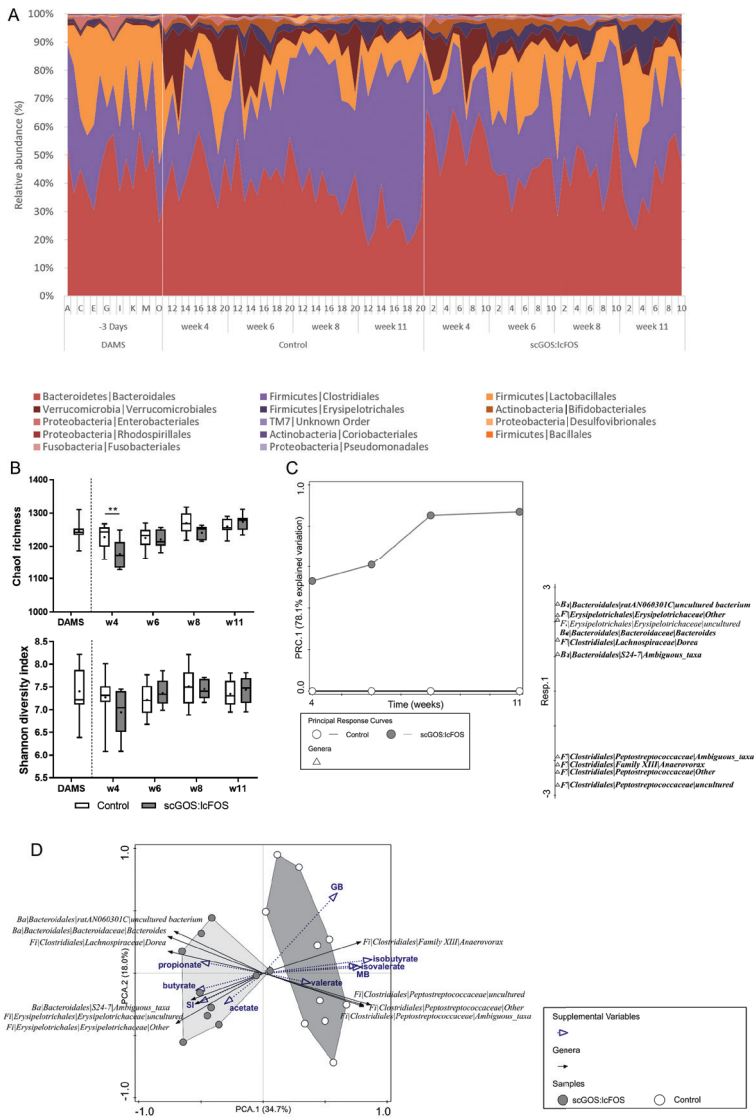 A
Relative abundance (%)
100%
90%
80%
70%
60%
50%
40%
30%
20%
10%
0%
A C E G I K M O 12 14 16 18 20 12 14 16 18 20 12 14 16 18 20 12 14 16 18 20 2 4 6 8 10 2 4 6 8 10 2 4 6 8 10 2 4 6 8 10
-3 Days week 4 week 6 week 8 week 11 week 4 week 6 week 8 week 11
DAMS Control scGOS:lcFOS
Bacteroidetes|Bacteroidales Firmicutes|Clostridiales Firmicutes|Lactobacillales
Verrucomicrobia|Verrucomicrobiales Firmicutes|Erysipelotrichales Actinobacteria|Bifidobacteriales
Proteobacteria|Enterobacteriales TM7|Unknown Order Proteobacteria|Desulfovibrionales
Proteobacteria|Rhodospirillales Actinobacteria|Coriobacteriales Firmicutes|Bacillales
Fusobacteria|Fusobacteriales Proteobacteria|Pseudomonadales
B
Chao1 richness
1400
1300
1200
1100
1000
**
DAMS w4 w6 w8 w11
Shannon diversity index
8.5
8.0
7.5
7.0
6.5
6.0
5.5
DAMS w4 w6 w8 w11
Control scGOS:lcFOS
C
PRC.1 (78.1% explained variation)
1.0
0.0
4 Time (weeks) 11
Principal Response Curves
Control scGOS:lcFOS
Genera
Resp.1
3
Ba|Bacteroidales|ratAN060301C|uncultured bacterium
F|Erysipelotrichales|Erysipelotrichaceae|Other
F|Erysipelotrichales|Erysipelotrichaceae|uncultured
Ba|Bacteroidales|Bacteroidaceae|Bacteroides
F|Clostridiales|Lachnospiraceae|Dorea
Ba|Bacteroidales|S24-7|Ambiguous_taxa
F|Clostridiales|Peptostreptococcaceae|Ambiguous_taxa
F|Clostridiales|Family XIII|Anaerovorax
F|Clostridiales|Peptostreptococcaceae|Other
F|Clostridiales|Peptostreptococcaceae|uncultured
-3
D
PCA.2 (18.0%)
1.0
-1.0
GB
Ba|Bacteroidales|ratAN060301C|uncultured bacterium
Ba|Bacteroidales|Bacteroidaceae|Bacteroides
Fi|Clostridiales|Lachnospiraceae|Dorea
Fi|Clostridiales|Family XIII|Anaerovorax
propionate
isobutyrate
isovalerate
MB
butyrate
valerate
SI
acetate
Fi|Clostridiales|Peptostreptococcaceae|uncultured
Ba|Bacteroidales|S24-7|Ambiguous_taxa
Fi|Clostridiales|Peptostreptococcaceae|Other
Fi|Erysipelotrichales|Erysipelotrichaceae|uncultured
Fi|Clostridiales|Peptostreptococcaceae|Ambiguous_taxa
Fi|Erysipelotrichales|Erysipelotrichaceae|Other
-1.0 PCA.1 (34.7%) 1.0
Supplemental Variables
Genera
Samples
scGOS:lcFOS Control